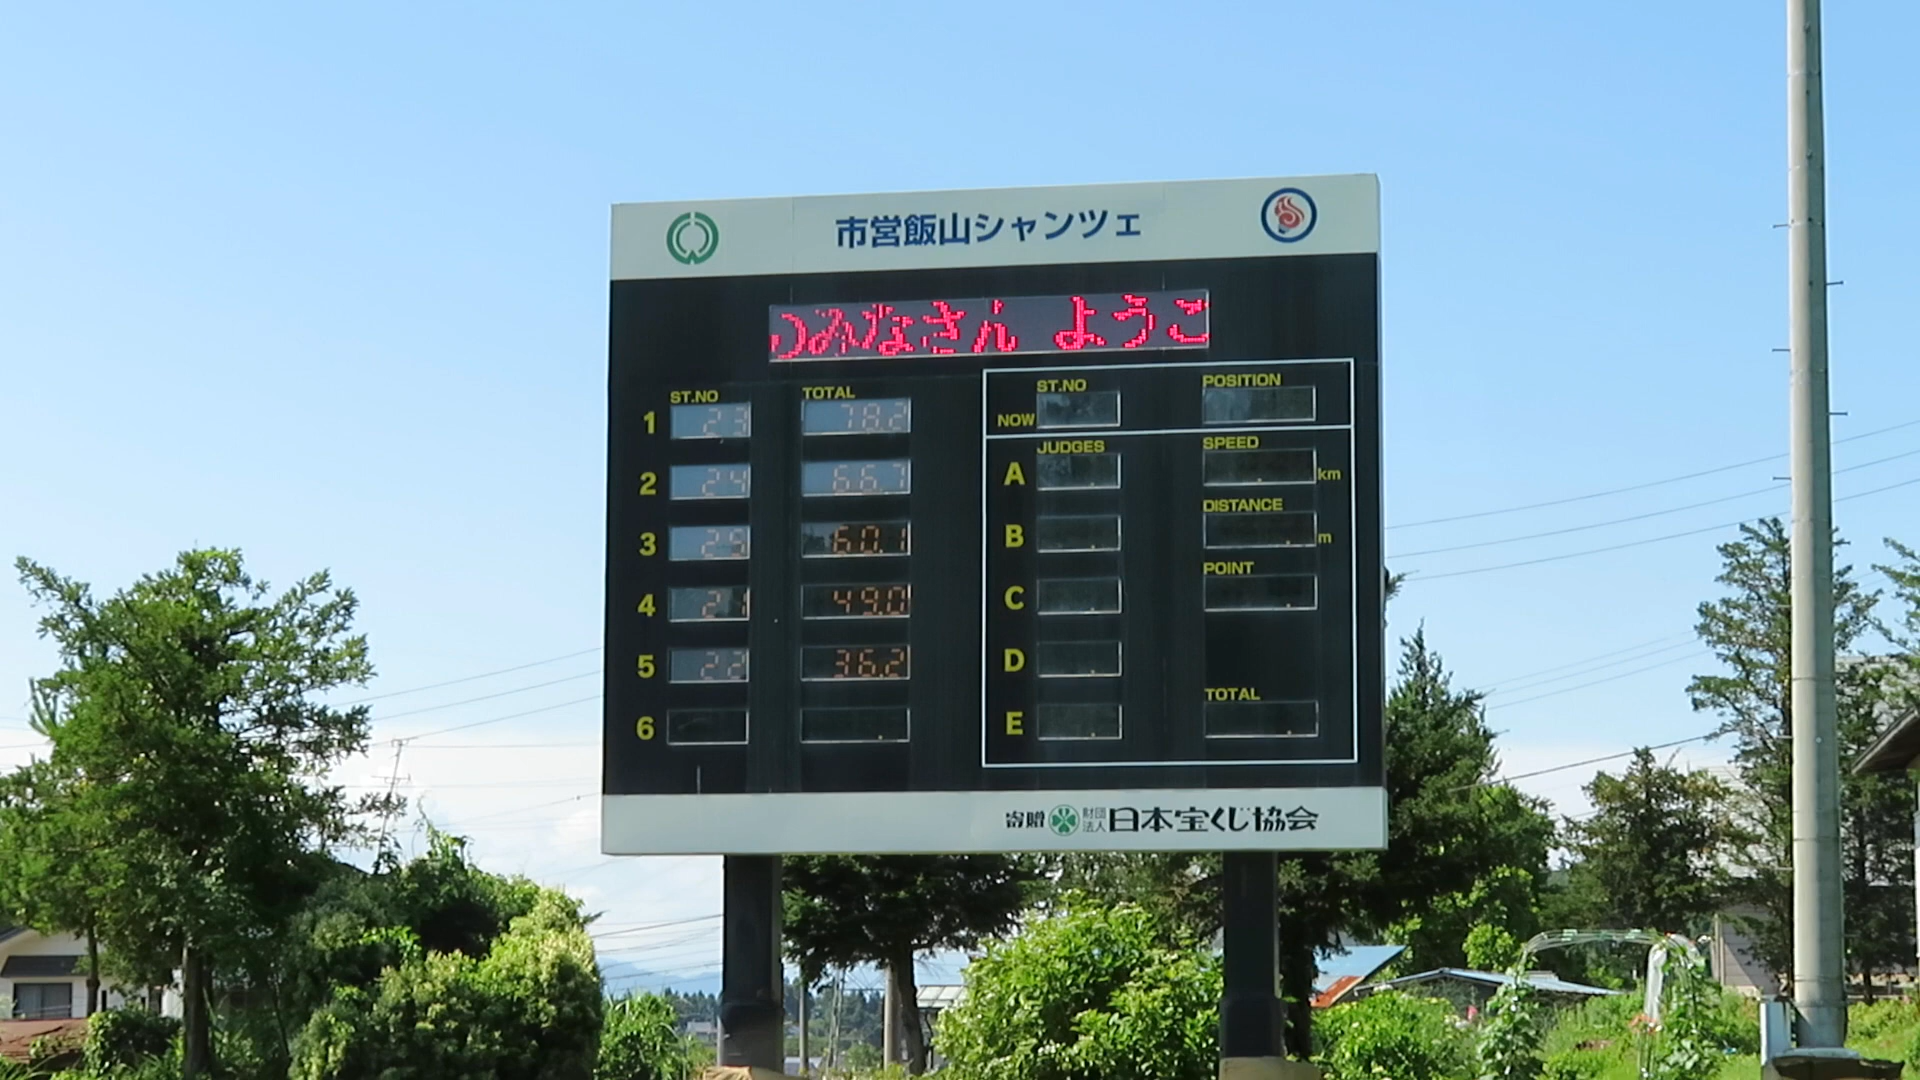 市営飯山シャンツェ
のみなさん ようこ
ST.NO TOTAL
1 23 78.2
2 24 66.7
3 29 60.1
4 21 49.0
5 22 36.2
6
ST.NO POSITION
NOW
JUDGES SPEED
A km
DISTANCE
B m
POINT
C
D
TOTAL
E
寄贈 財団法人 日本宝くじ協会